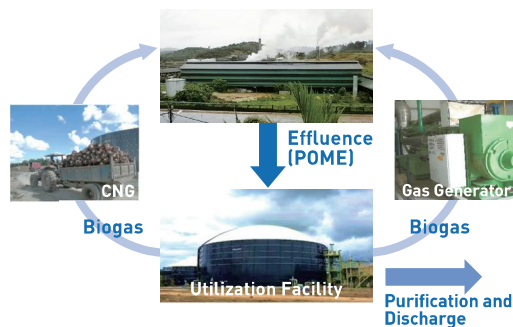 Effluence
(POME)
CNG
Gas Generator
Biogas
Biogas
Utilization Facility
Purification and
Discharge